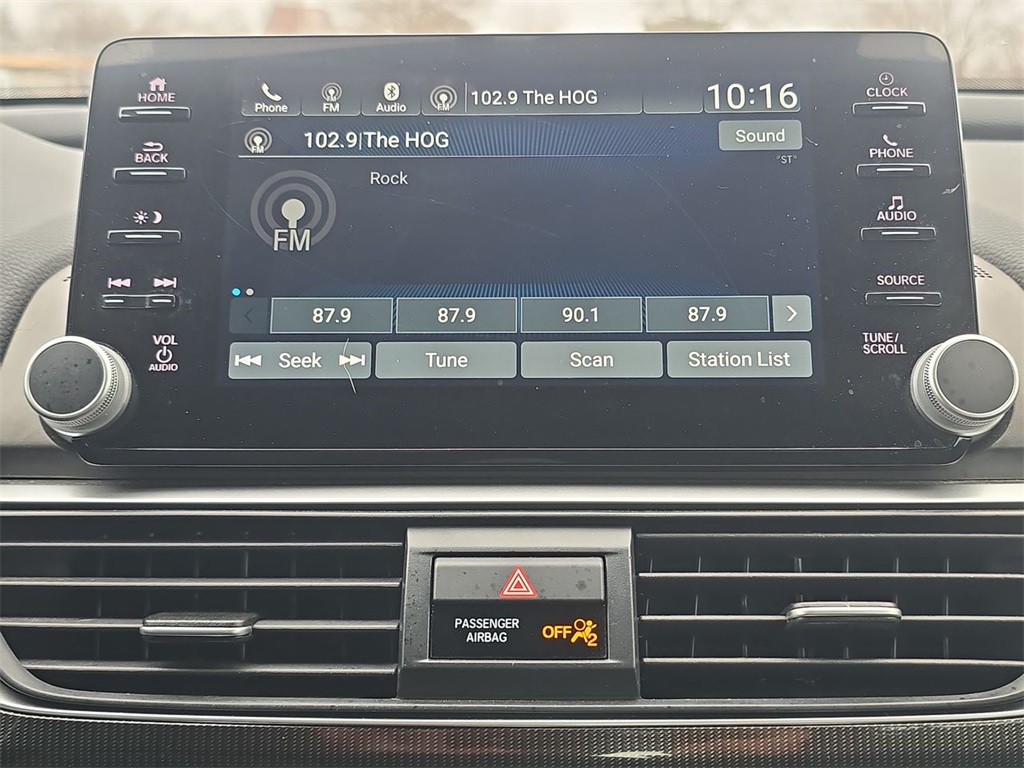 HOME
BACK
VOL
AUDIO
Phone
FM
Audio
FM
102.9 The HOG
10:16
FM
102.9|The HOG
Sound
"ST"
Rock
FM
87.9
87.9
90.1
87.9
Seek
Tune
Scan
Station List
CLOCK
PHONE
AUDIO
SOURCE
TUNE/
SCROLL
PASSENGER
AIRBAG
OFF
2